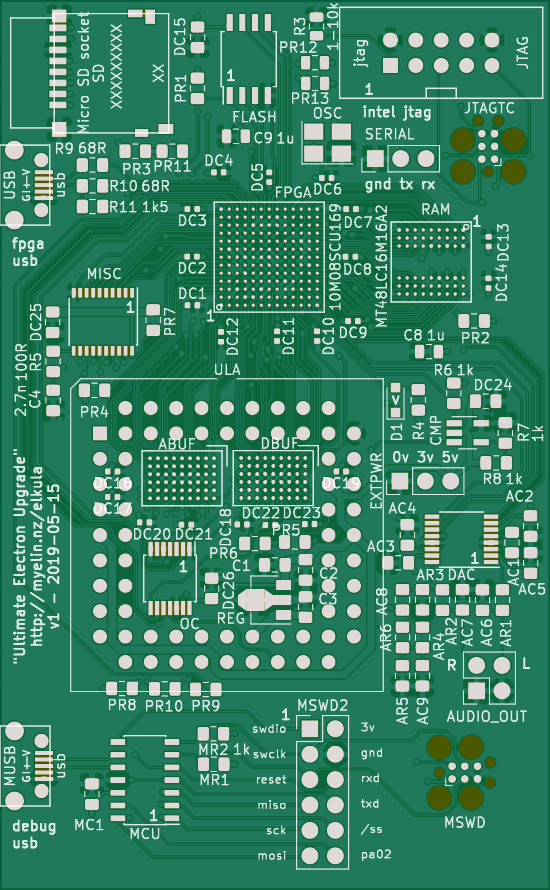 Micro SD socket
SD
XXXXXXXXXX
XX
DC15
PR1
1
FLASH
R3
1-10k
PR12
PR13
jtag
1
JTAG
intel jtag
OSC
SERIAL
JTAGTC
gnd tx rx
C9 1u
R9 68R
PR3
PR11
DC4
DC5
DC6
USB
GI+-V
usb
R10 68R
R11 1k5
fpga
usb
FPGA
10M08SCU169
1
DC3
DC2
DC1
DC7
DC8
DC9
DC10
DC11
DC12
RAM
MT48LC16M16A2
1
DC13
DC14
MISC
1
DC25
PR7
R5
100R
C4
2.7n
PR2
C8 1u
R6 1k
DC24
ULA
PR4
V
D1
R4
CMP
R7
1k
R8 1k
ABUF
DBUF
DC16
DC17
DC19
EXTPWR
0v 3v 5v
DC20
DC21
DC18
DC22
DC23
PR5
PR6
C1
C2
C3
DC26
REG
1
OC
AC4
AC3
AC2
AC1
AC5
1
AR3
DAC
AC8
AR6
AR4
AR2
AC7
AC6
AR1
AR5
AC9
R
L
AUDIO_OUT
"Ultimate Electron Upgrade"
http://myelin.nz/elkula
v1 - 2019-05-15
PR8
PR10
PR9
MUSB
GI+-V
usb
debug
usb
MC1
1
MCU
MR2 1k
MR1
MSWD2
1
swdio 3v
swclk gnd
reset rxd
miso txd
sck /ss
mosi pa02
MSWD